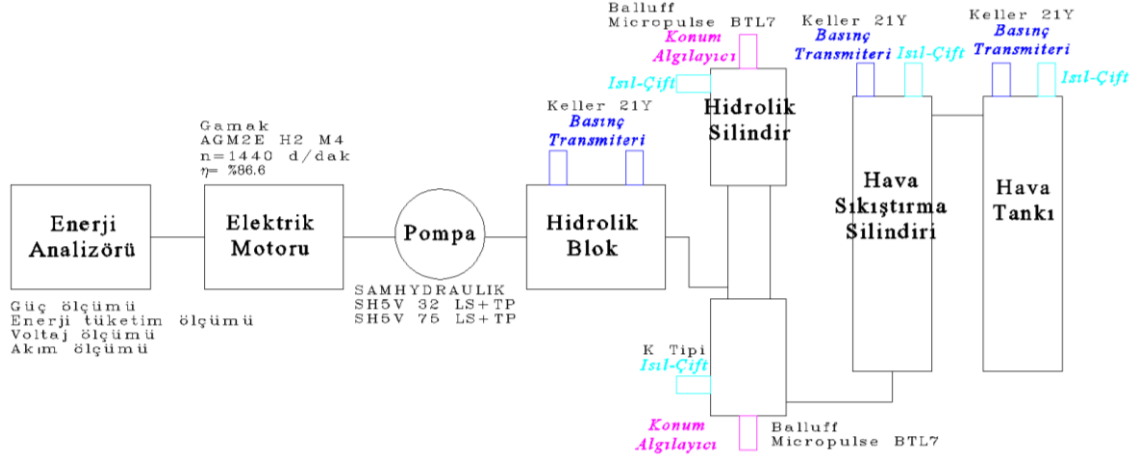 Balluff
Micropulse BTL7
Konum
Algılayıcı
Isıl-Çift
Hidrolik
Silindir
Keller 21Y
Basınç
Transmiteri
Isıl-Çift
Keller 21Y
Basınç
Transmiteri
Isıl-Çift
Keller 21Y
Basınç
Transmiteri
Gamak
AGM2E H2 M4
n=1440 d/dak
η= %86.6
Enerji
Analizörü
Elektrik
Motoru
Pompa
Hidrolik
Blok
Hava
Sıkıştırma
Silindiri
Hava
Tankı
Güç ölçümü
Enerji tüketim ölçümü
Voltaj ölçümü
Akım ölçümü
SAMHYDRAULIK
SH5V 32 LS+TP
SH5V 75 LS+TP
K Tipi
Isıl-Çift
Konum
Algılayıcı
Balluff
Micropulse BTL7